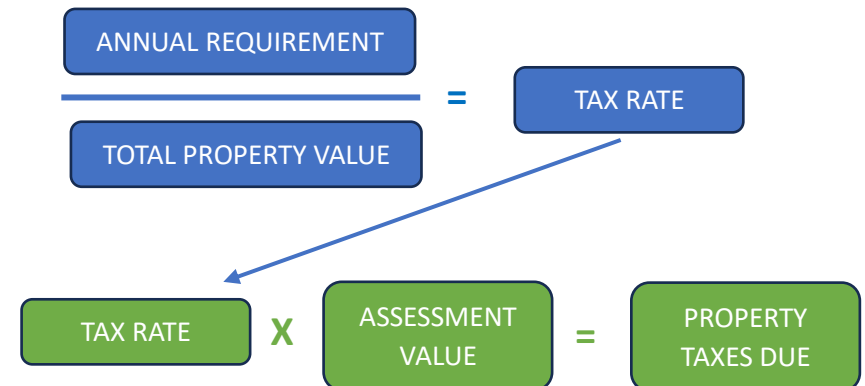 ANNUAL REQUIREMENT
=
TAX RATE
TOTAL PROPERTY VALUE
TAX RATE
X
ASSESSMENT
VALUE
=
PROPERTY
TAXES DUE